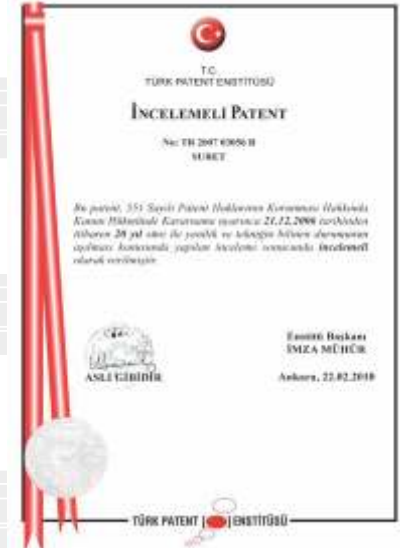 T.C.
TÜRK PATENT ENSTİTÜSÜ
İNCELEMELİ PATENT
No: TR 2007 03056 B
SURET
Bu patent, 551 Sayılı Patent Haklarının Korunması Hakkında
Kanun Hükmünde Kararname uyarınca 21.12.2006 tarihinden
itibaren 20 yıl süre ile yenilik ve tekniğin bilinen durumunun
aşılması konusunda yapılan inceleme sonucunda incelemeli
olarak verilmiştir.
ASLI GİBİDİR
Enstitü Başkanı
İMZA MÜHÜR
Ankara, 22.02.2010
TÜRK PATENT ENSTİTÜSÜ